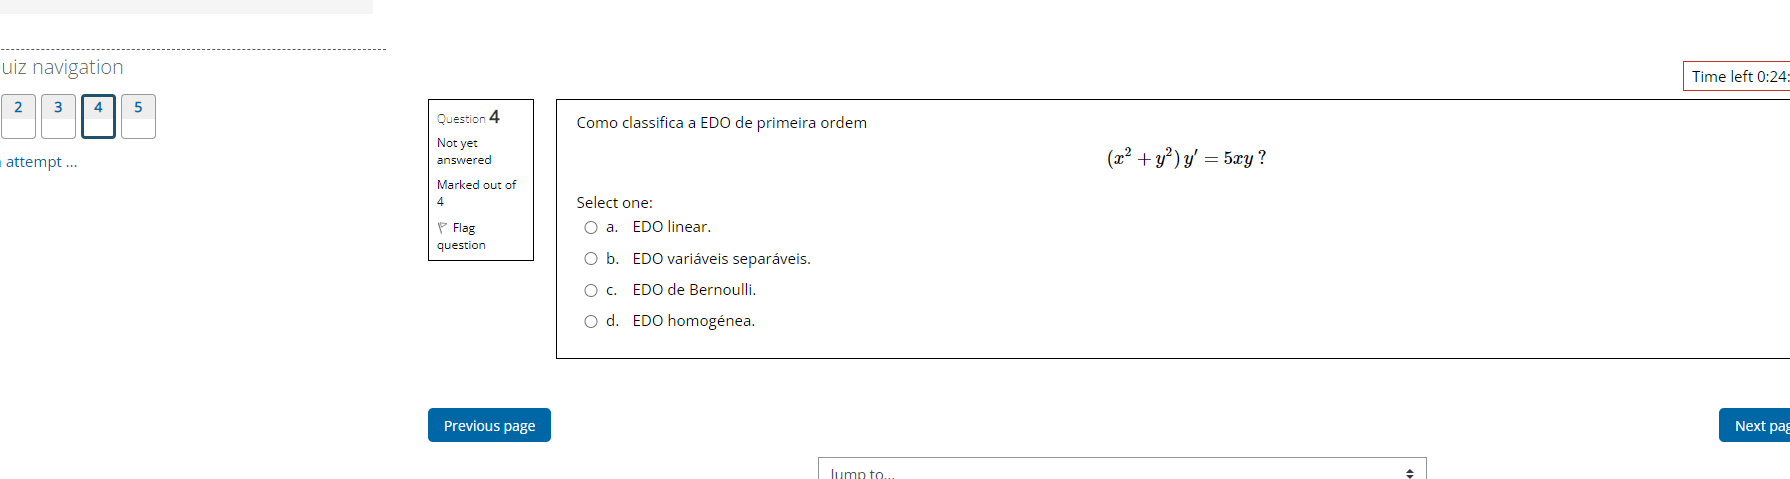 uiz navigation
2 3 4 5
attempt ...
Time left 0:24:
Question 4
Not yet
answered
Marked out of
4
Flag
question
Como classifica a EDO de primeira ordem
(x² + y²) y′ = 5xy ?
Select one:
a. EDO linear.
b. EDO variáveis separáveis.
c. EDO de Bernoulli.
d. EDO homogénea.
Previous page
Next pag
Jump to...